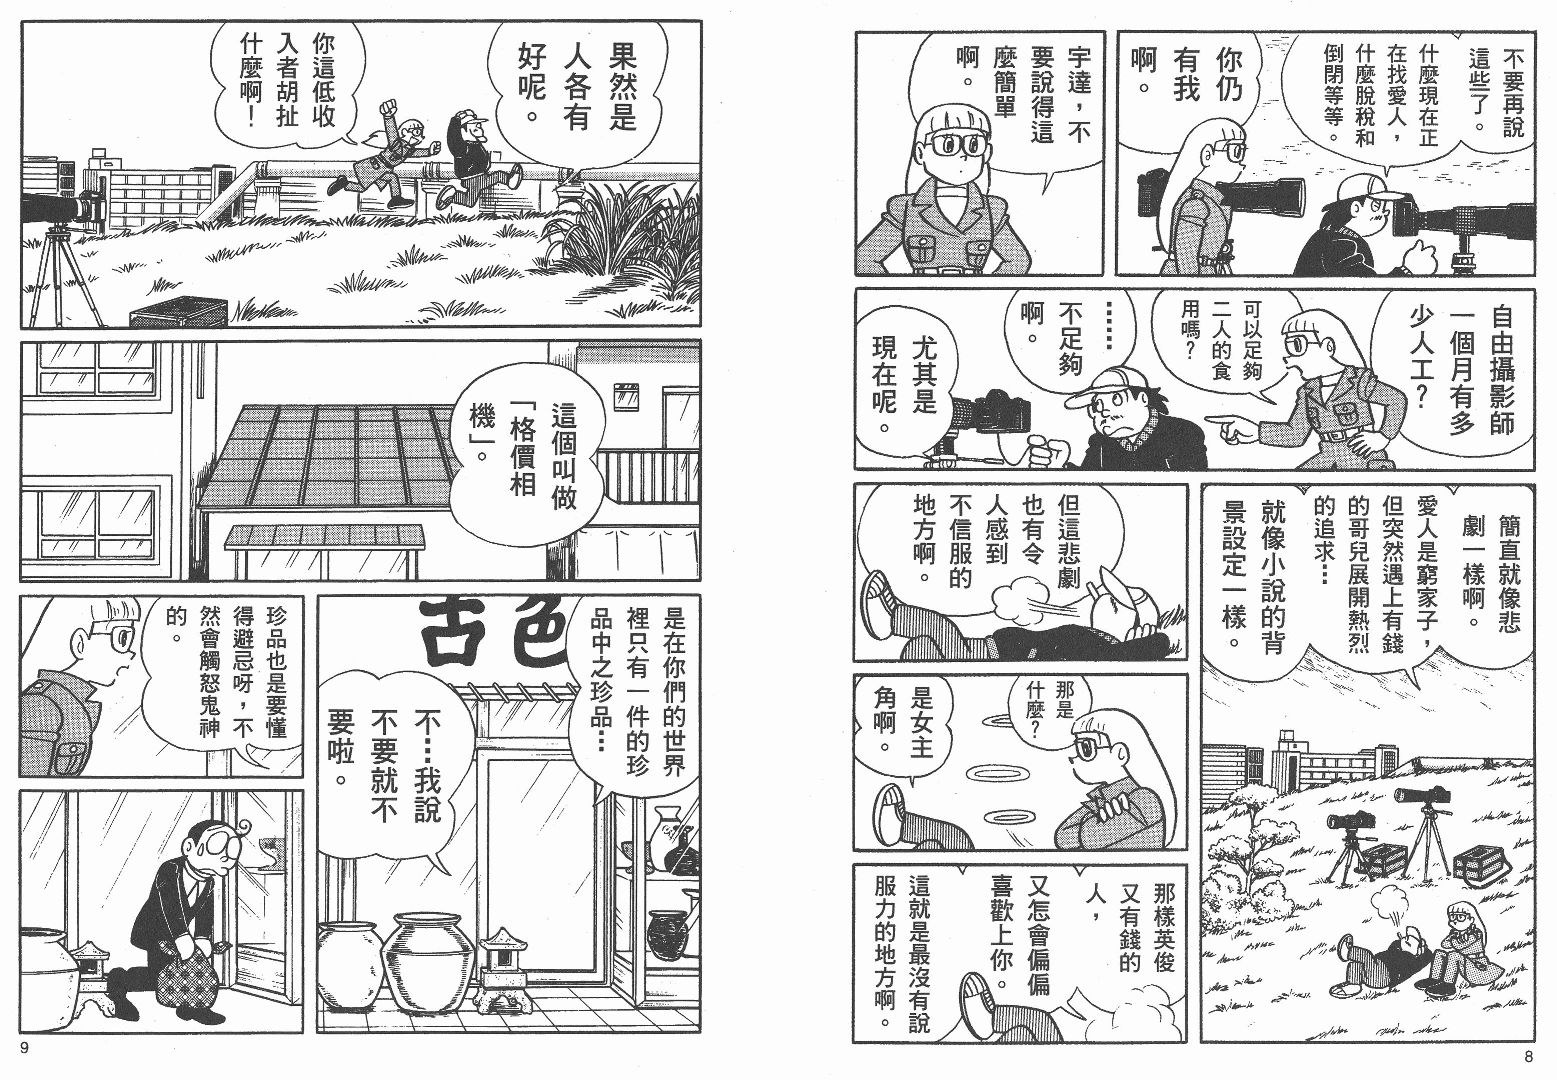 不要再說
這些了。
什麼現在正
在找愛人，
什麼脫稅和
倒閉等等。
你仍
有我
啊。
宇達，不
要說得這
麼簡單
啊。
自由攝影師
一個月有多
少人工？
可以足夠
二人的食
用嗎？
……
不足夠
啊。
尤其是
現在呢。
簡直就像悲
劇一樣啊。
愛人是窮家子，
但突然遇上有錢
的哥兒展開熱烈
的追求…
就像小說的背
景設定一樣。
但這悲劇
也有令
人感到
不信服的
地方啊。
那是
什麼？
是女主
角啊。
那樣英俊
又有錢的
人，
又怎會偏偏
喜歡上你。
這就是最沒有說
服力的地方啊。
8
果然是
人各有
好呢。
你這低收
入者胡扯
什麼啊！
這個叫做
「格價相
機」。
古色
是在你們的世界
裡只有一件的珍
品中之珍品…
不…我說
不要就不
要啦。
珍品也是要懂
得避忌呀，不
然會觸怒鬼神
的。
9